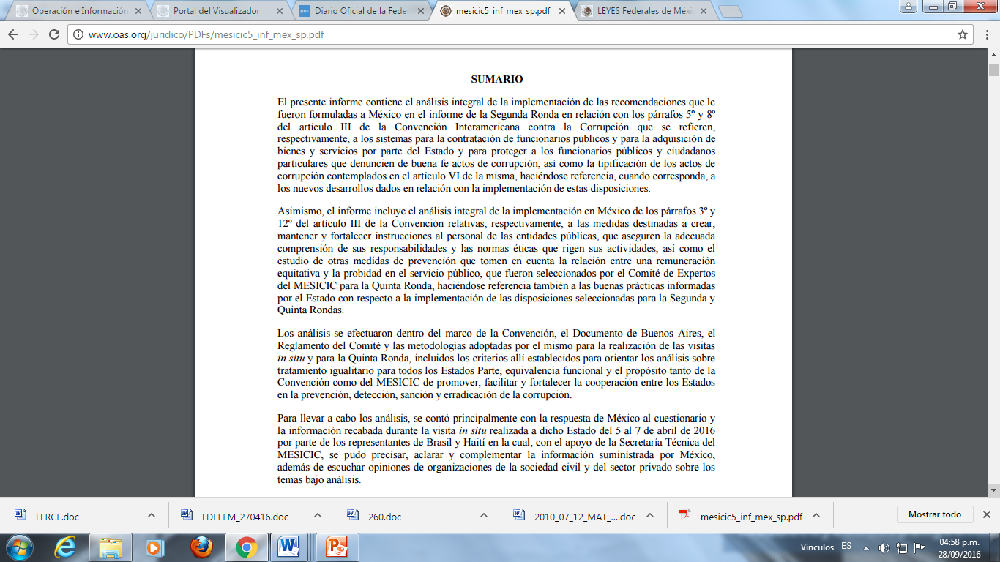 Operación e Información
Portal del Visualizador
DOF Diario Oficial de la Feder
mesicic5_inf_mex_sp.pdf
LEYES Federales de Méxi
www.oas.org/juridico/PDFs/mesicic5_inf_mex_sp.pdf
SUMARIO
El presente informe contiene el análisis integral de la implementación de las recomendaciones que le
fueron formuladas a México en el informe de la Segunda Ronda en relación con los párrafos 5º y 8º
del artículo III de la Convención Interamericana contra la Corrupción que se refieren,
respectivamente, a los sistemas para la contratación de funcionarios públicos y para la adquisición de
bienes y servicios por parte del Estado y para proteger a los funcionarios públicos y ciudadanos
particulares que denuncien de buena fe actos de corrupción, así como la tipificación de los actos de
corrupción contemplados en el artículo VI de la misma, haciéndose referencia, cuando corresponda, a
los nuevos desarrollos dados en relación con la implementación de estas disposiciones.
Asimismo, el informe incluye el análisis integral de la implementación en México de los párrafos 3º y
12º del artículo III de la Convención relativas, respectivamente, a las medidas destinadas a crear,
mantener y fortalecer instrucciones al personal de las entidades públicas, que aseguren la adecuada
comprensión de sus responsabilidades y las normas éticas que rigen sus actividades, así como el
estudio de otras medidas de prevención que tomen en cuenta la relación entre una remuneración
equitativa y la probidad en el servicio público, que fueron seleccionados por el Comité de Expertos
del MESICIC para la Quinta Ronda, haciéndose referencia también a las buenas prácticas informadas
por el Estado con respecto a la implementación de las disposiciones seleccionadas para la Segunda y
Quinta Rondas.
Los análisis se efectuaron dentro del marco de la Convención, el Documento de Buenos Aires, el
Reglamento del Comité y las metodologías adoptadas por el mismo para la realización de las visitas
in situ y para la Quinta Ronda, incluidos los criterios allí establecidos para orientar los análisis sobre
tratamiento igualitario para todos los Estados Parte, equivalencia funcional y el propósito tanto de la
Convención como del MESICIC de promover, facilitar y fortalecer la cooperación entre los Estados
en la prevención, detección, sanción y erradicación de la corrupción.
Para llevar a cabo los análisis, se contó principalmente con la respuesta de México al cuestionario y
la información recabada durante la visita in situ realizada a dicho Estado del 5 al 7 de abril de 2016
por parte de los representantes de Brasil y Haití en la cual, con el apoyo de la Secretaría Técnica del
MESICIC, se pudo precisar, aclarar y complementar la información suministrada por México,
además de escuchar opiniones de organizaciones de la sociedad civil y del sector privado sobre los
temas bajo análisis.
LFRCF.doc
LDFEFM_270416.doc
260.doc
2010_07_12_MAT_....doc
mesicic5_inf_mex_sp.pdf
Mostrar todo
Vínculos
ES
04:58 p.m.
28/09/2016